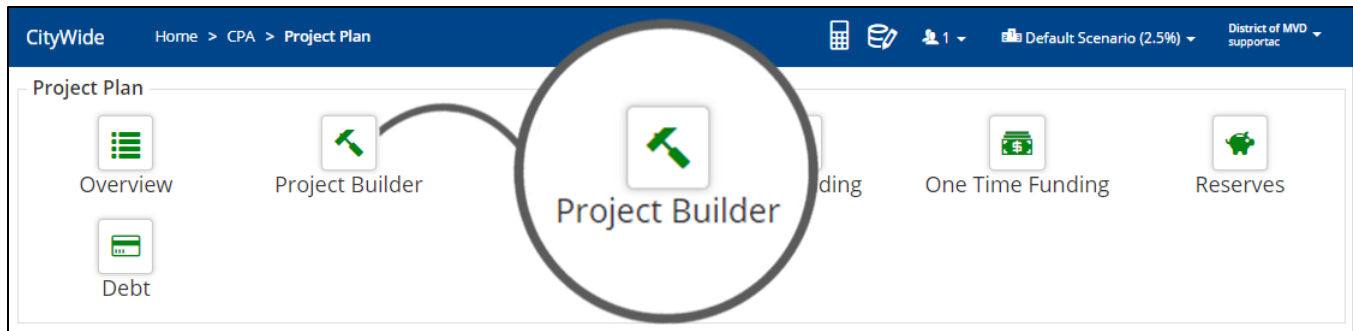 CityWide Home > CPA > Project Plan 1 Default Scenario (2.5%) District of MVD
supportac
Project Plan
Overview Project Builder Project Builder ding One Time Funding Reserves
Debt